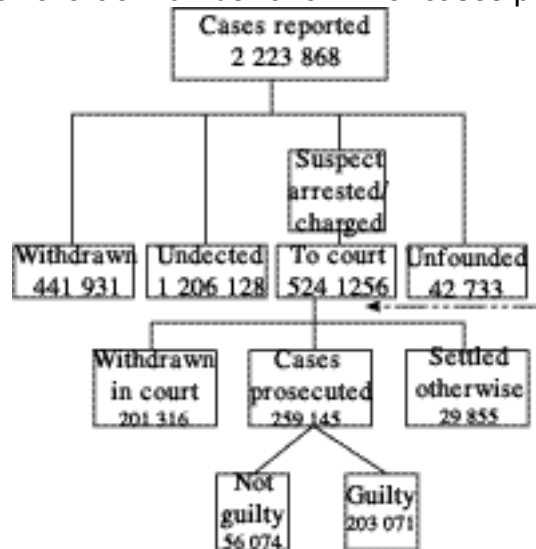 Cases reported
2 223 868
Suspect
arrested/
charged
Withdrawn
441 931
Undected
1 206 128
To court
524 1256
Unfounded
42 733
Withdrawn
in court
201 316
Cases
prosecuted
259 145
Settled
otherwise
29 855
Not
guilty
56 074
Guilty
203 071